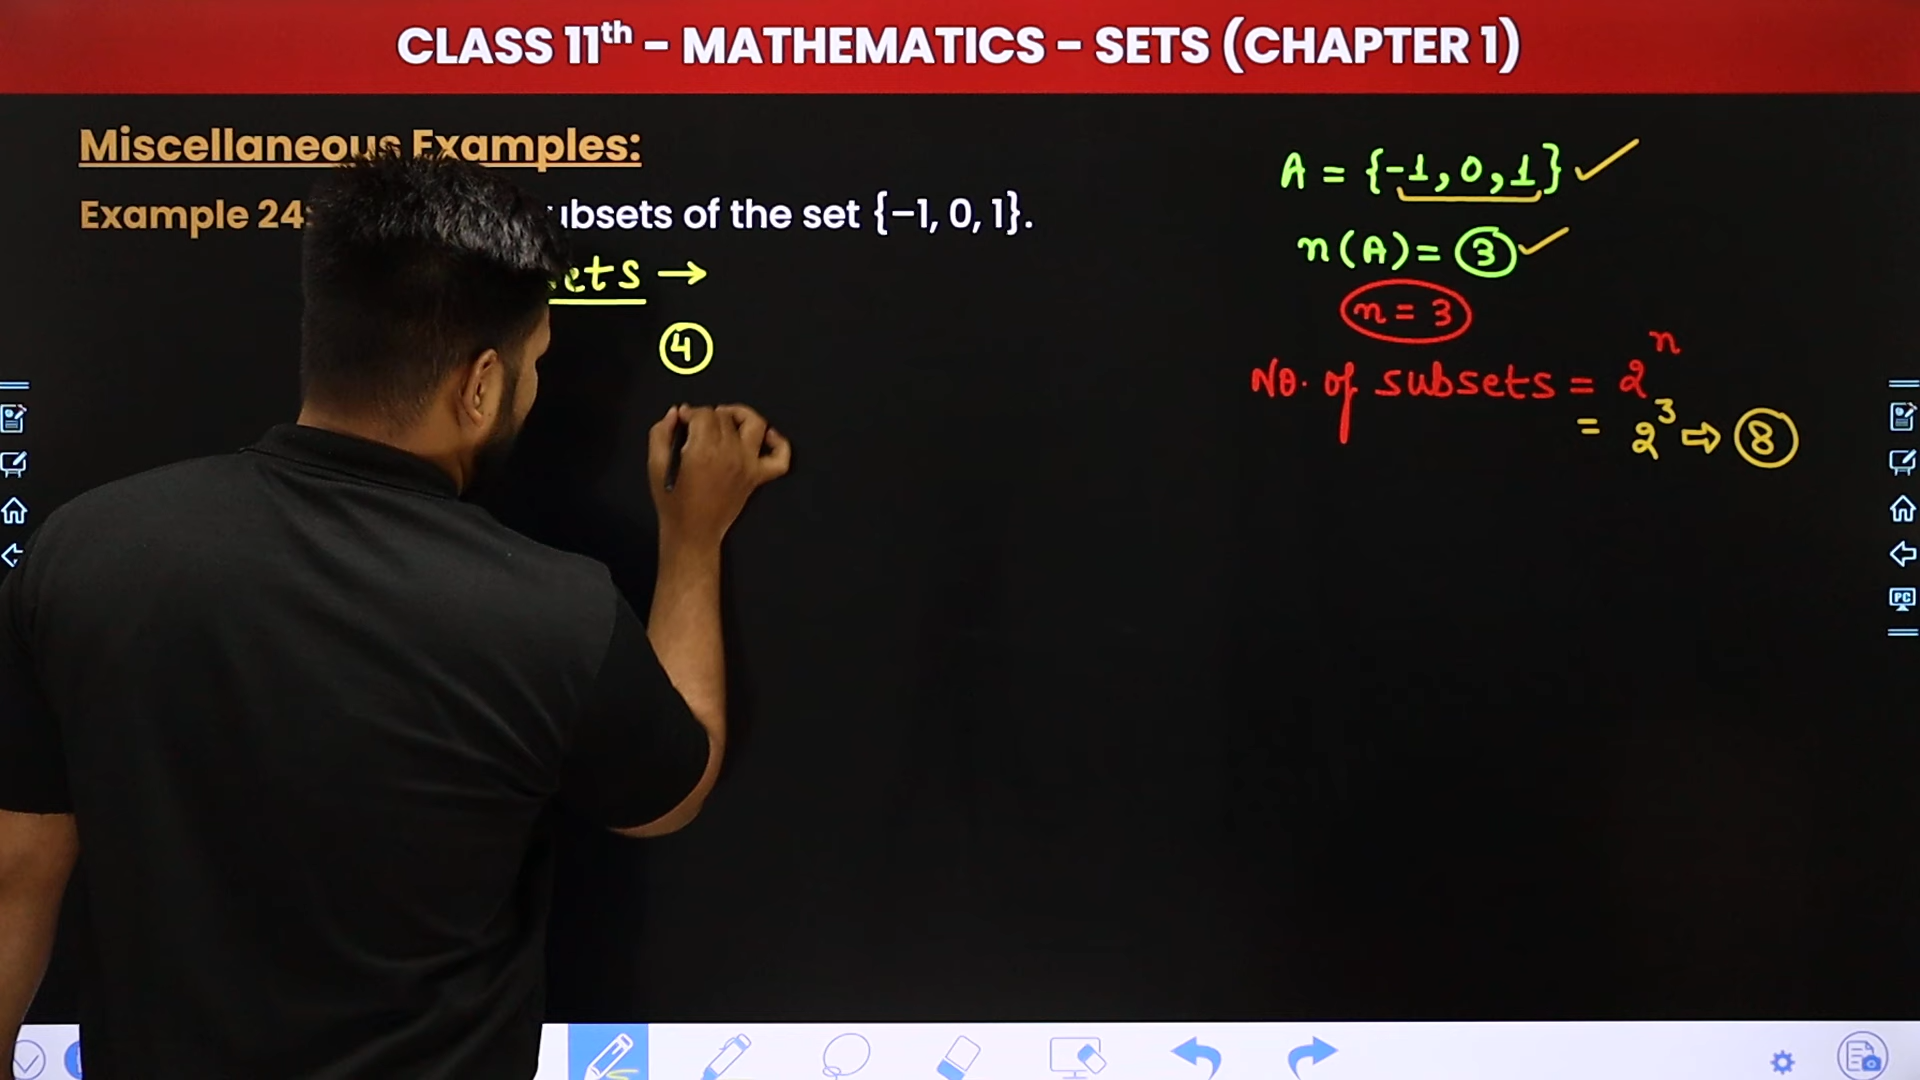 CLASS 11th - MATHEMATICS - SETS (CHAPTER 1)
Miscellaneous Examples:
Example 24: ubsets of the set {–1, 0, 1}.
ets →
4
A = {-1, 0, 1} ✓
n(A) = 3 ✓
n = 3
No. of subsets = 2^n
= 2^3 ⇒ 8
PC